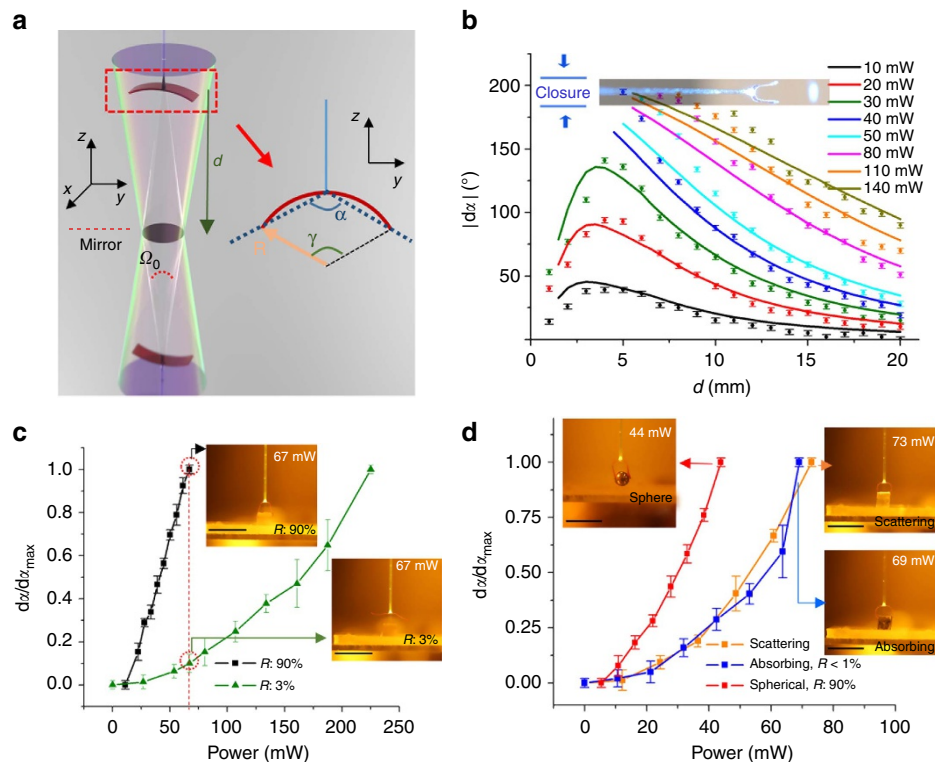 a
z
x
y
d
Mirror
Ω0
z
y
α
R
γ
b
|dα| (°)
200
150
100
50
Closure
10 mW
20 mW
30 mW
40 mW
50 mW
80 mW
110 mW
140 mW
0 5 10 15 20
d (mm)
c
dα/dαmax
1.0
0.8
0.6
0.4
0.2
0.0
67 mW
R: 90%
67 mW
R: 3%
R: 90%
R: 3%
0 50 100 150 200 250
Power (mW)
d
dα/dαmax
1.00
0.75
0.50
0.25
0.00
44 mW
Sphere
73 mW
Scattering
69 mW
Absorbing
Scattering
Absorbing, R < 1%
Spherical, R: 90%
0 20 40 60 80 100
Power (mW)